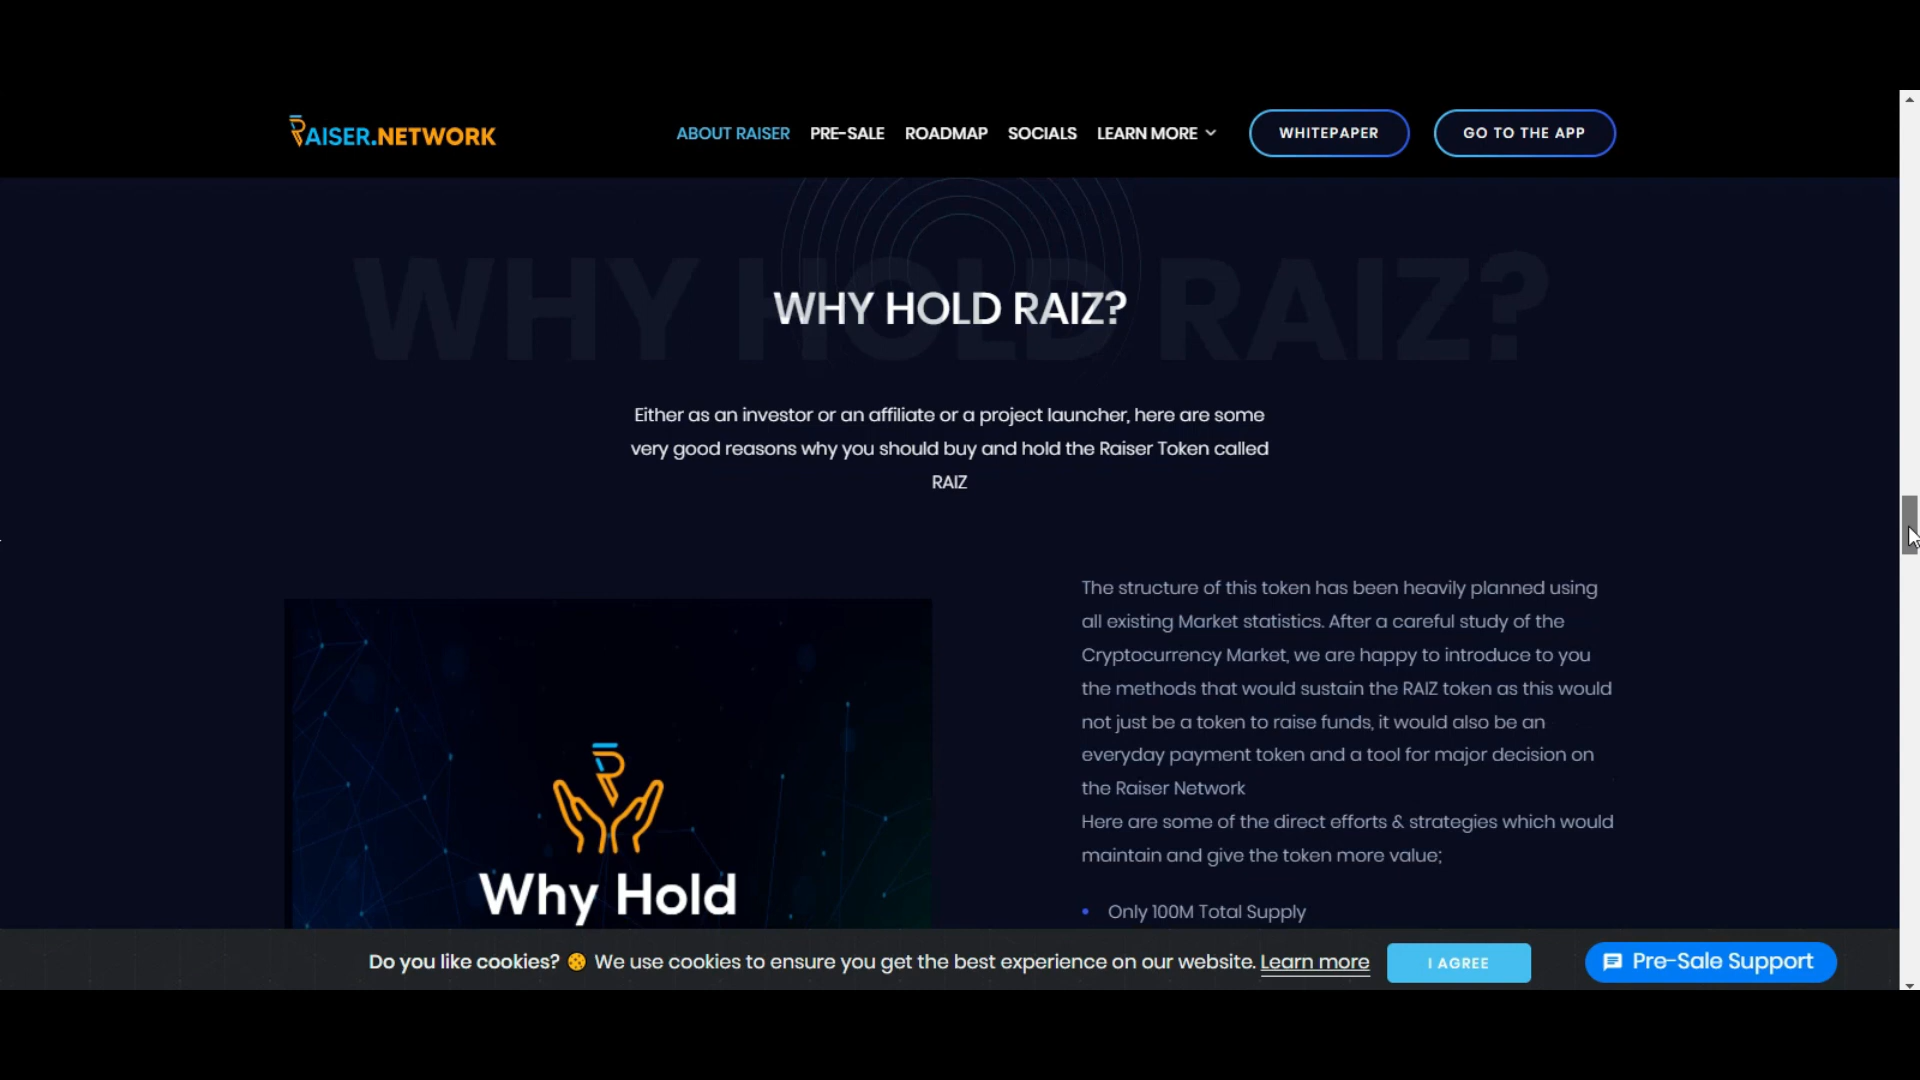 RAISER.NETWORK
ABOUT RAISER PRE-SALE ROADMAP SOCIALS LEARN MORE WHITEPAPER GO TO THE APP
WHY HOLD RAIZ?
WHY HOLD RAIZ?
Either as an investor or an affiliate or a project launcher, here are some
very good reasons why you should buy and hold the Raiser Token called
RAIZ
Why Hold
The structure of this token has been heavily planned using
all existing Market statistics. After a careful study of the
Cryptocurrency Market, we are happy to introduce to you
the methods that would sustain the RAIZ token as this would
not just be a token to raise funds, it would also be an
everyday payment token and a tool for major decision on
the Raiser Network
Here are some of the direct efforts & strategies which would
maintain and give the token more value;
• Only 100M Total Supply
Do you like cookies? 🍪 We use cookies to ensure you get the best experience on our website. Learn more I AGREE
Pre-Sale Support